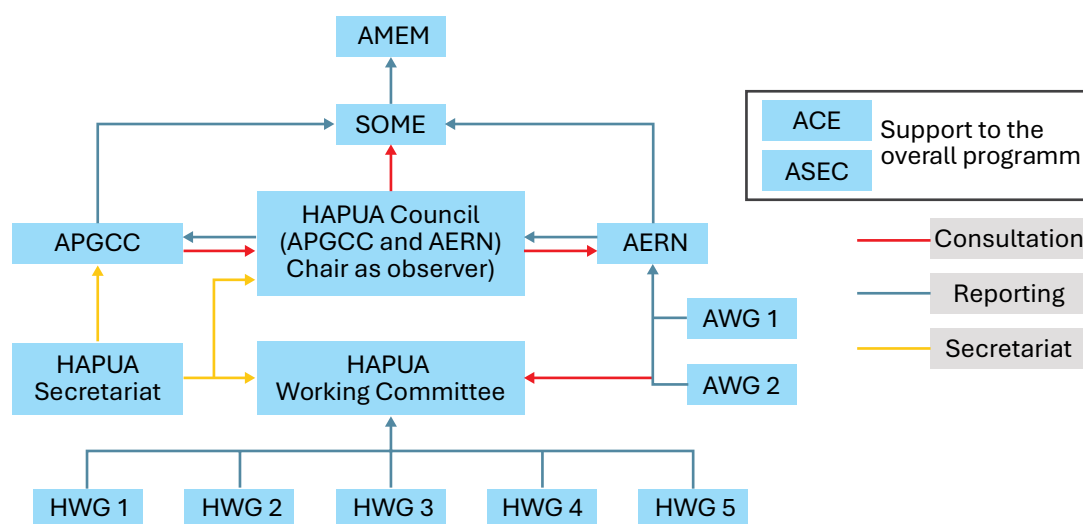 AMEM
SOME
ACE
ASEC
Support to the
overall programm
APGCC
HAPUA Council
(APGCC and AERN)
Chair as observer)
AERN
Consultation
Reporting
Secretariat
AWG 1
AWG 2
HAPUA
Secretariat
HAPUA
Working Committee
HWG 1
HWG 2
HWG 3
HWG 4
HWG 5